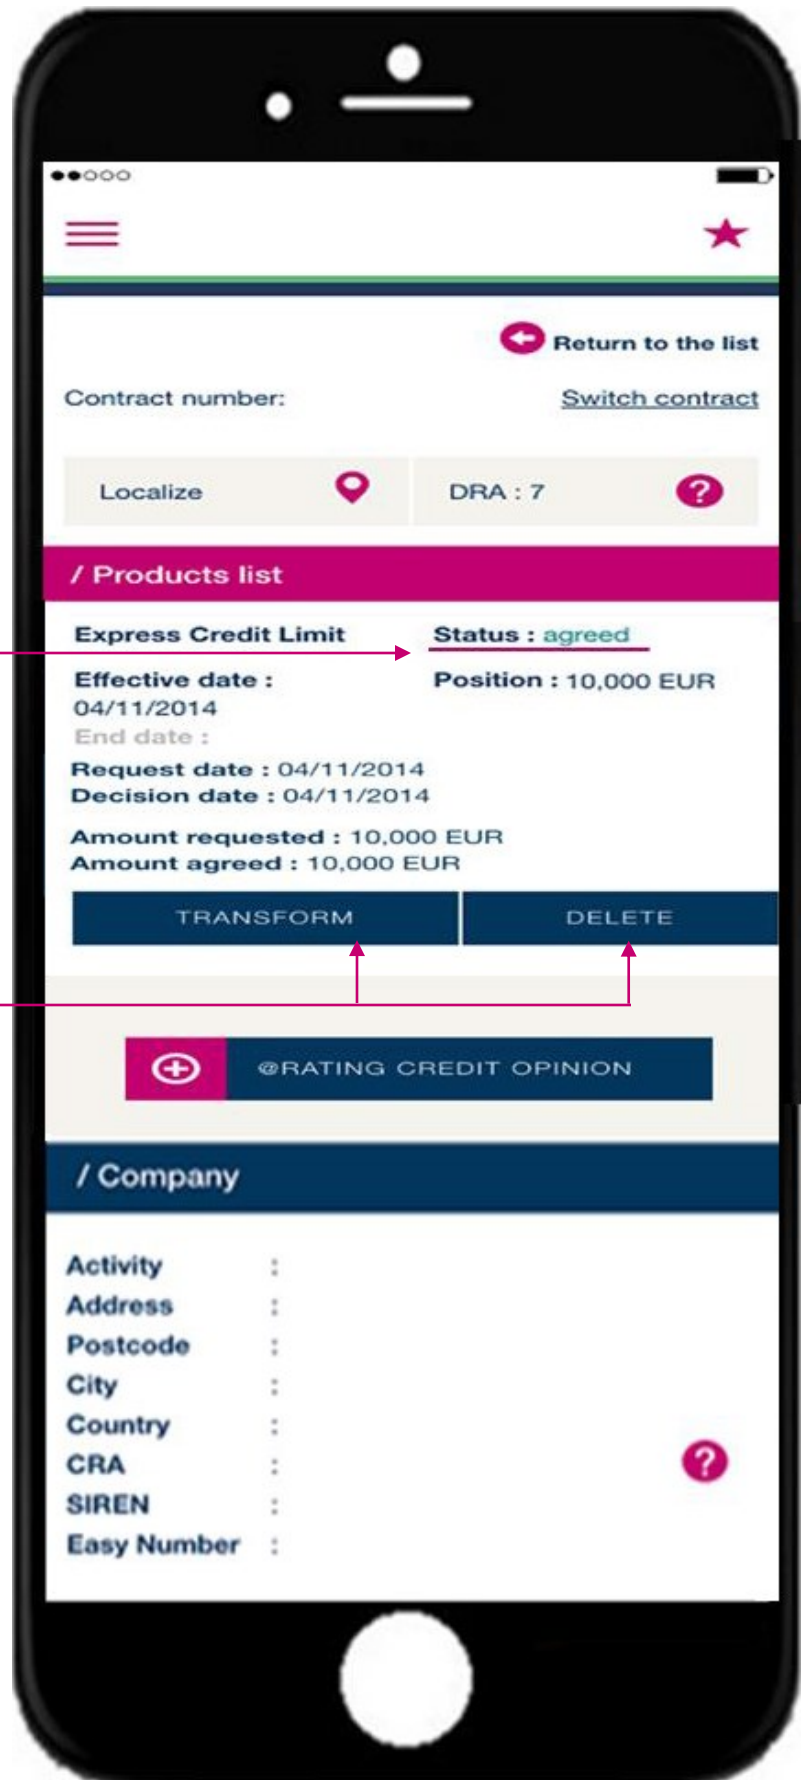 Return to the list
Contract number: Switch contract
Localize DRA : 7 ?
/ Products list
Express Credit Limit Status : agreed
Effective date : Position : 10,000 EUR
04/11/2014
End date :
Request date : 04/11/2014
Decision date : 04/11/2014
Amount requested : 10,000 EUR
Amount agreed : 10,000 EUR
TRANSFORM DELETE
@RATING CREDIT OPINION
/ Company
Activity :
Address :
Postcode :
City :
Country :
CRA : ?
SIREN :
Easy Number :